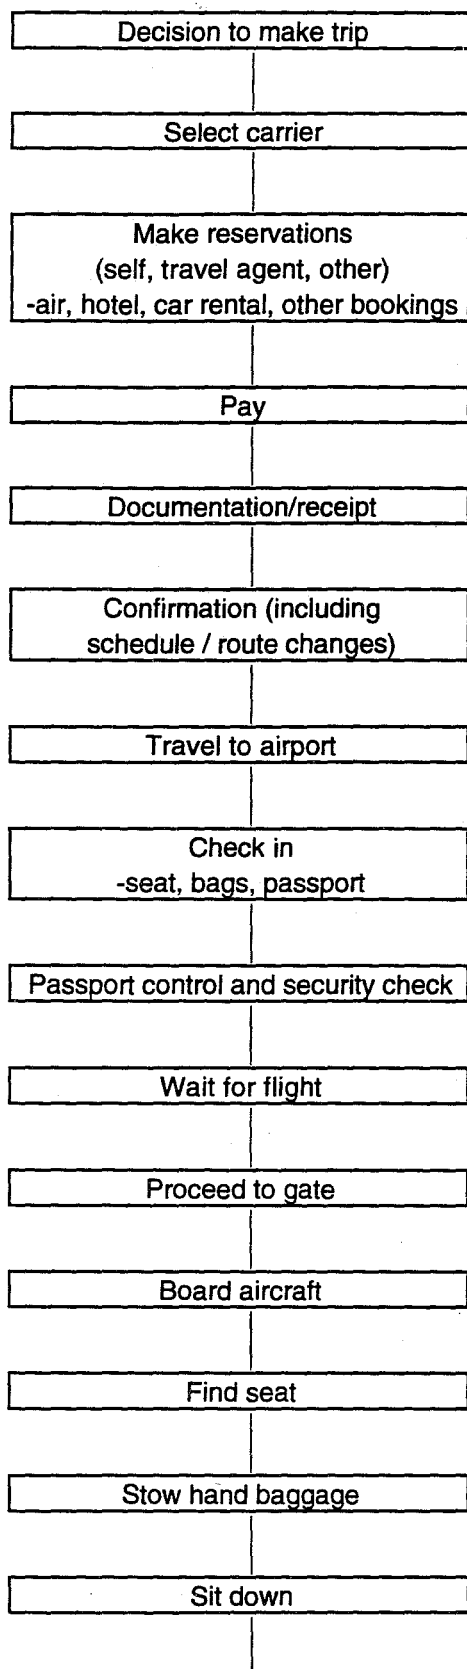 Decision to make trip
Select carrier
Make reservations
(self, travel agent, other)
-air, hotel, car rental, other bookings
Pay
Documentation/receipt
Confirmation (including
schedule / route changes)
Travel to airport
Check in
-seat, bags, passport
Passport control and security check
Wait for flight
Proceed to gate
Board aircraft
Find seat
Stow hand baggage
Sit down